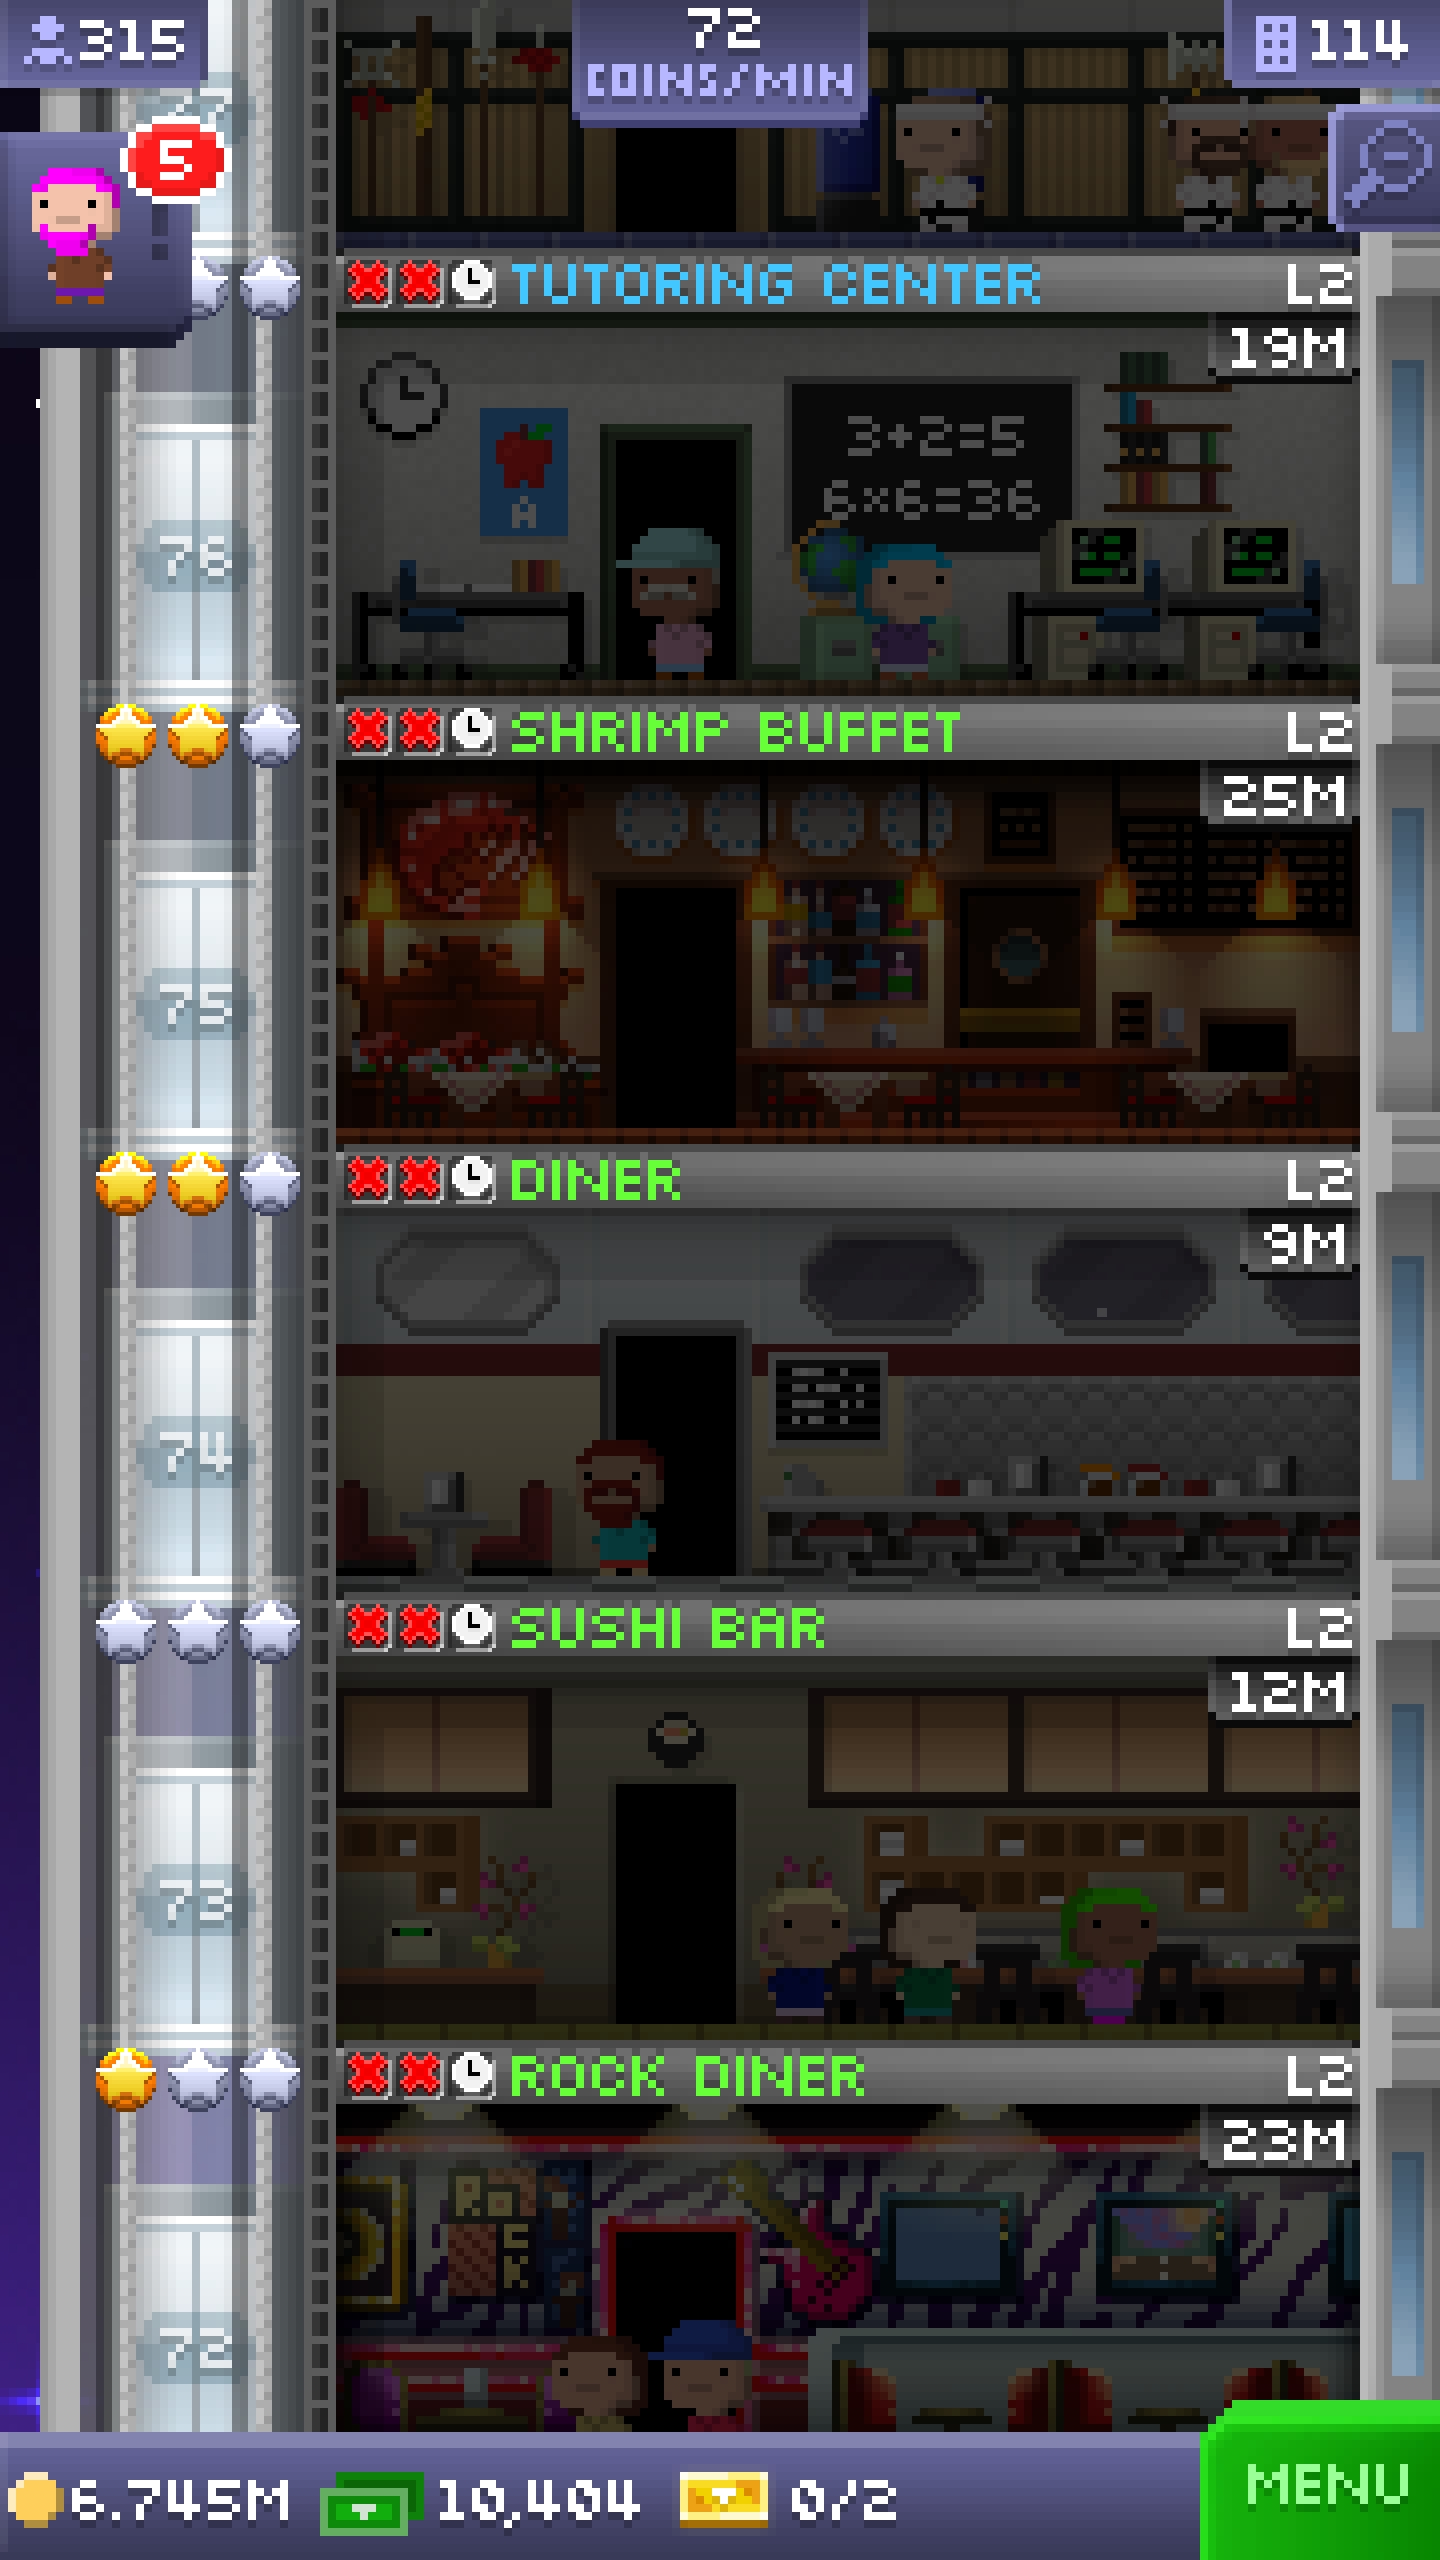 315
72
COINS/MIN
114
5
TUTORING CENTER L2
19M
3+2=5
6×6=36
A
76
SHRIMP BUFFET L2
25M
75
DINER L2
9M
74
SUSHI BAR L2
12M
73
ROCK DINER L2
23M
72
6.745M 10,404 0/2
MENU